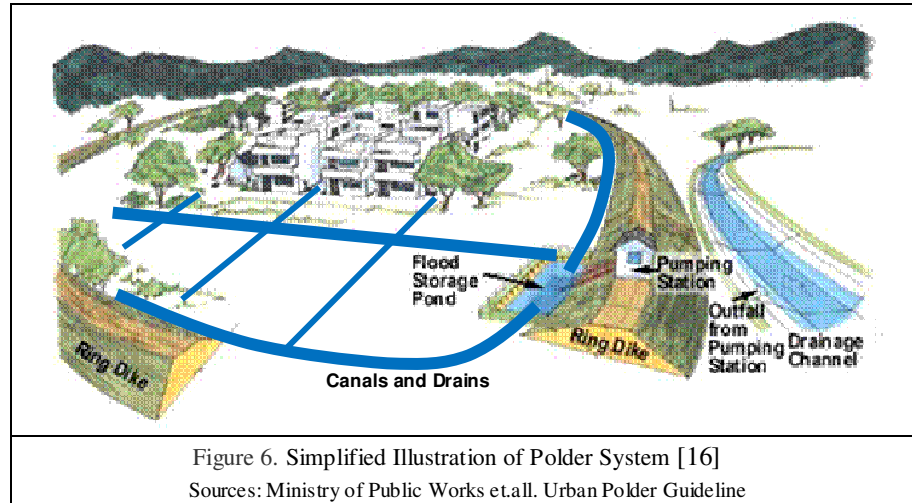 Flood
Storage
Pond
Pumping
Station
Outfall
from
Pumping
Station
Drainage
Channel
Ring Dike
Ring Dike
Canals and Drains
Figure 6. Simplified Illustration of Polder System [16]
Sources: Ministry of Public Works et.all. Urban Polder Guideline